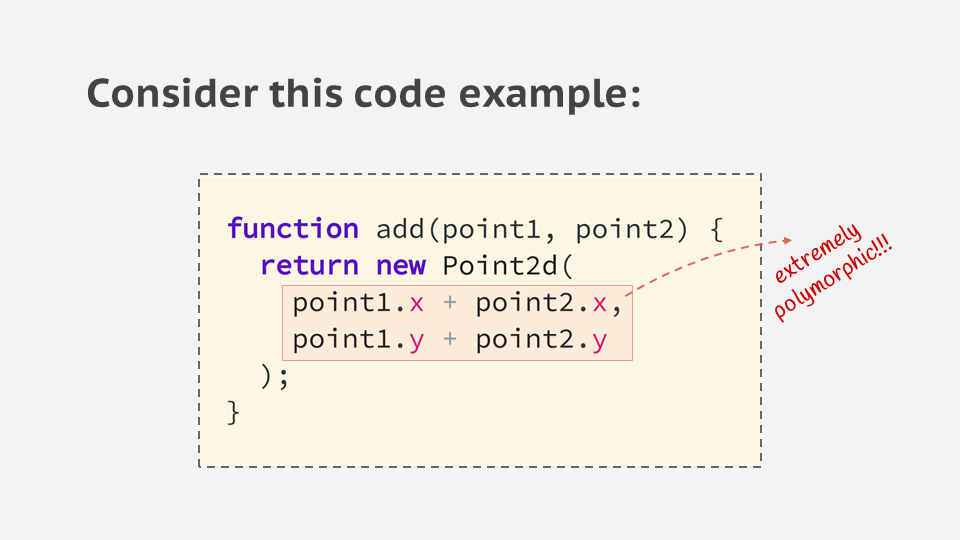 Consider this code example:
function add(point1, point2) {
return new Point2d(
point1.x + point2.x,
point1.y + point2.y
);
}
extremely
polymorphic!!!